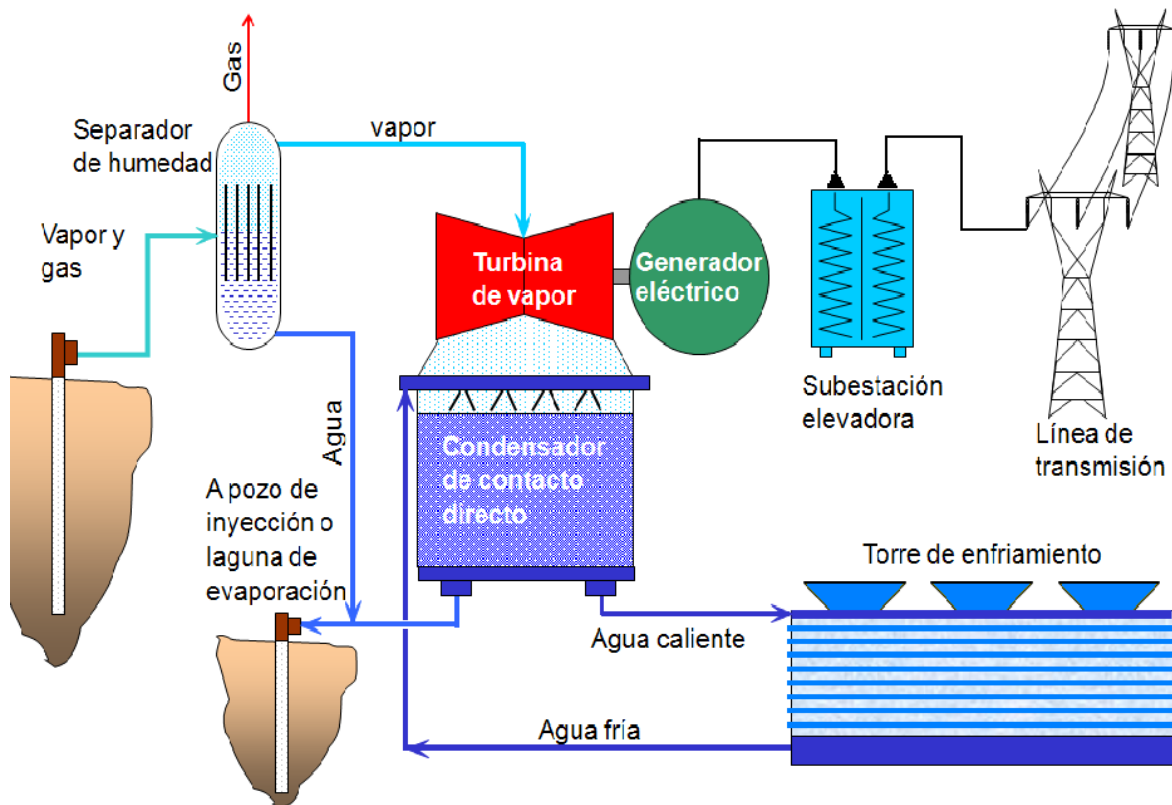 Gas
Separador
de humedad
vapor
Vapor y
gas
Turbina
de vapor
Generador
eléctrico
Subestación
elevadora
Línea de
transmisión
Agua
Condensador
de contacto
directo
A pozo de
inyección o
laguna de
evaporación
Torre de enfriamiento
Agua caliente
Agua fría